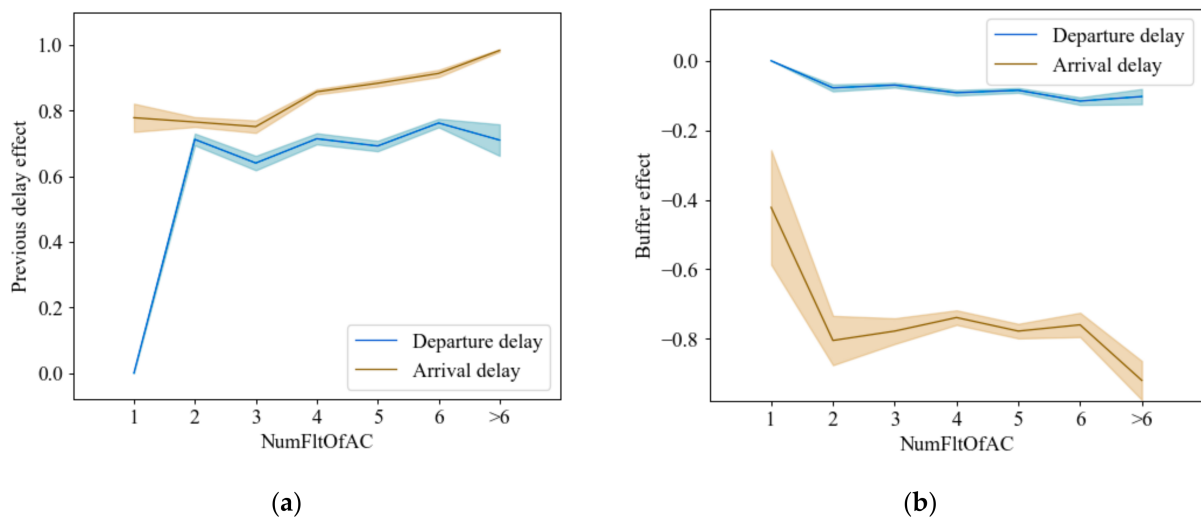 Previous delay effect
1.0
0.8
0.6
0.4
0.2
0.0
Departure delay
Arrival delay
1 2 3 4 5 6 >6
NumFltOfAC
(a)
Buffer effect
0.0
−0.2
−0.4
−0.6
−0.8
Departure delay
Arrival delay
1 2 3 4 5 6 >6
NumFltOfAC
(b)